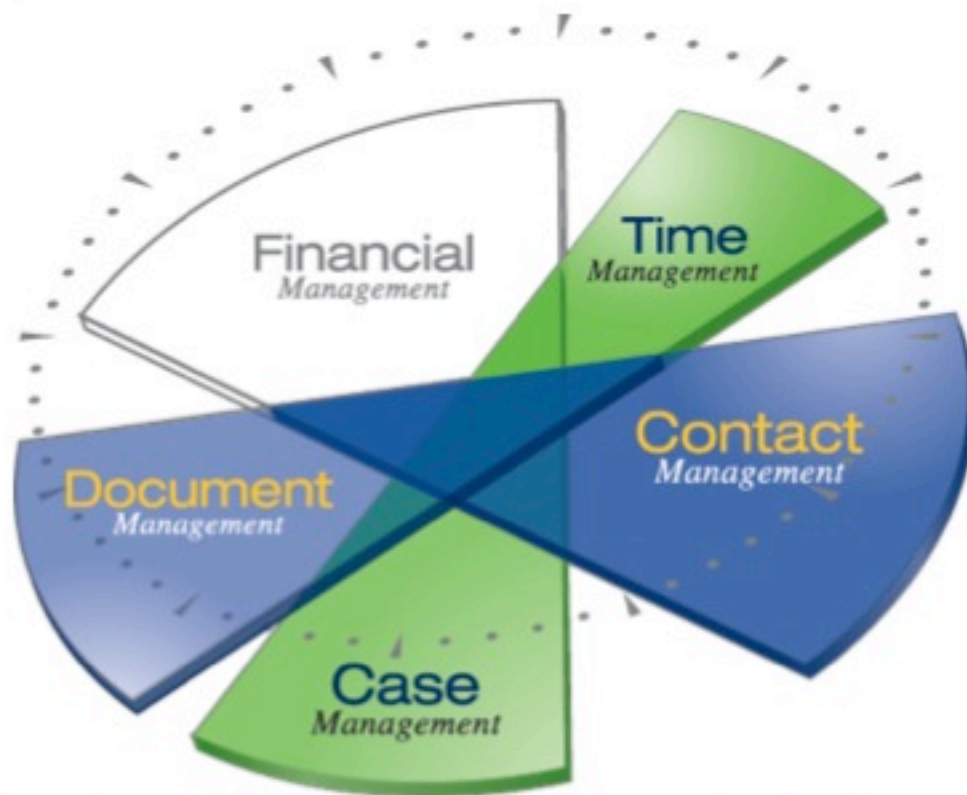 Financial
Management
Time
Management
Contact
Management
Document
Management
Case
Management